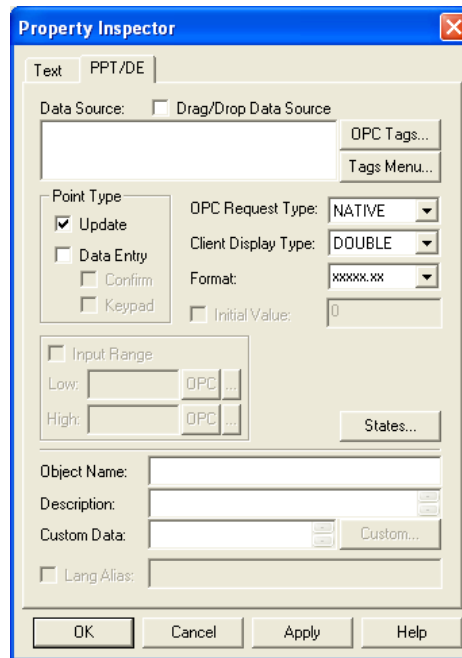 Property Inspector
Text PPT/DE
Data Source: Drag/Drop Data Source
OPC Tags...
Tags Menu...
Point Type
Update
Data Entry
Confirm
Keypad
OPC Request Type: NATIVE
Client Display Type: DOUBLE
Format: xxxxx.xx
Initial Value: 0
Input Range
Low: OPC ...
High: OPC ...
States...
Object Name:
Description:
Custom Data: Custom...
Lang Alias:
OK Cancel Apply Help